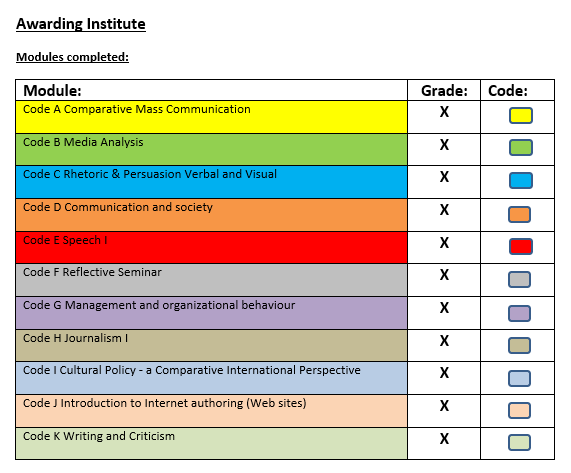 Awarding Institute
Modules completed:
Module: Grade: Code:
Code A Comparative Mass Communication X
Code B Media Analysis X
Code C Rhetoric & Persuasion Verbal and Visual X
Code D Communication and society X
Code E Speech I X
Code F Reflective Seminar X
Code G Management and organizational behaviour X
Code H Journalism I X
Code I Cultural Policy - a Comparative International Perspective X
Code J Introduction to Internet authoring (Web sites) X
Code K Writing and Criticism X